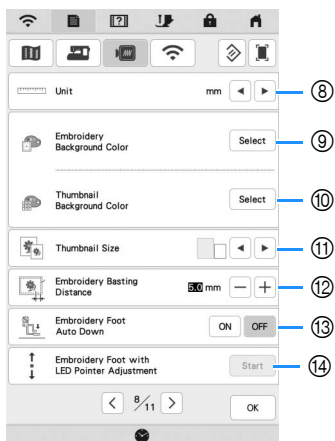 Unit mm ◀ ▶ ⑧
Embroidery
Background Color Select ⑨
Thumbnail
Background Color Select ⑩
Thumbnail Size ◀ ▶ ⑪
Embroidery Basting
Distance 5.0 mm − + ⑫
Embroidery Foot
Auto Down ON OFF ⑬
Embroidery Foot with
LED Pointer Adjustment Start ⑭
< 8/11 > OK